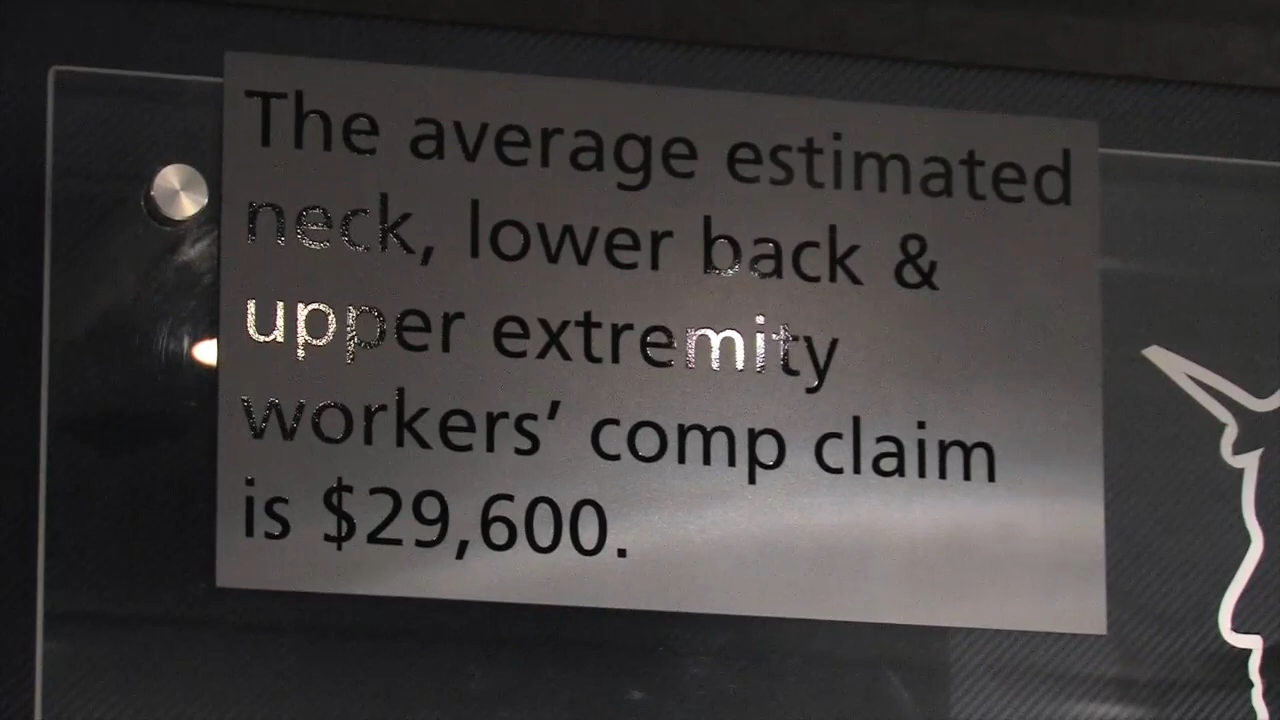 The average estimated
neck, lower back &
upper extremity
workers’ comp claim
is $29,600.